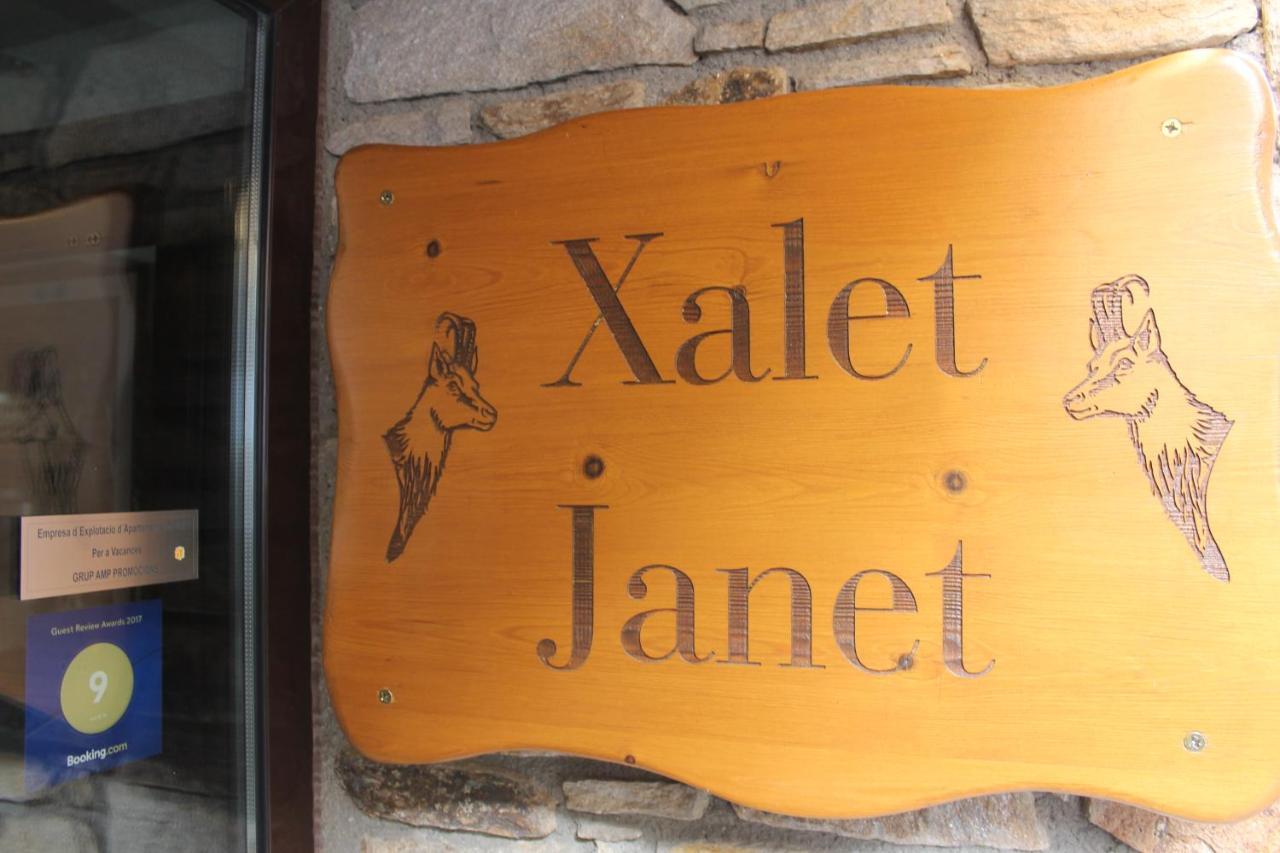 Xalet
Janet
Empresa d'Explotacio d'Apartaments
Per a Vacances
GRUP AMP PROMOCIONS
Guest Review Awards 2017
9
Booking.com